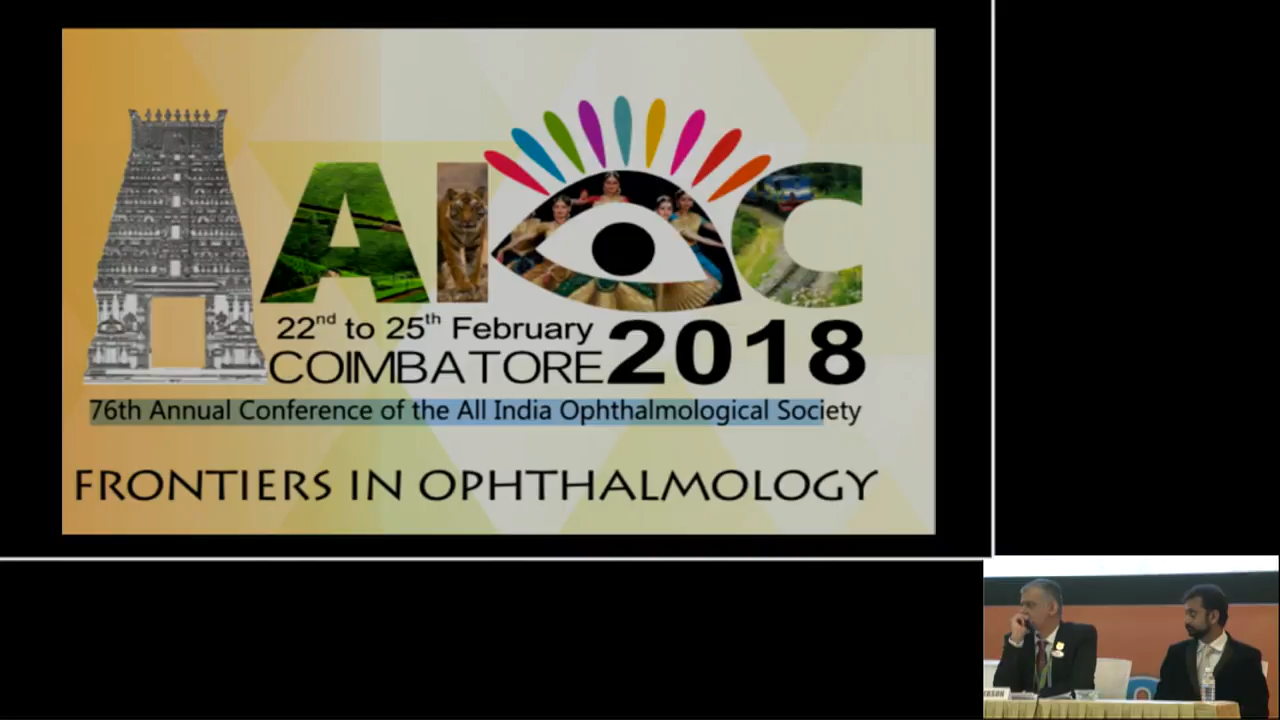 AIOC
22nd to 25th February
COIMBATORE 2018
76th Annual Conference of the All India Ophthalmological Society
FRONTIERS IN OPHTHALMOLOGY